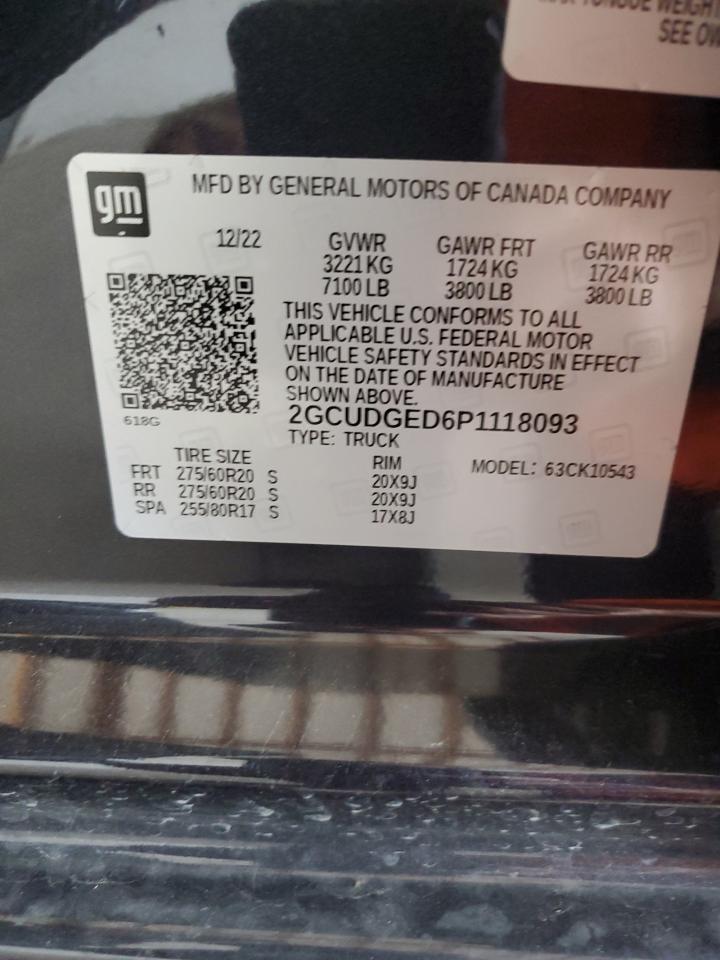 TONGUE WEIGHT
SEE
gm
MFD BY GENERAL MOTORS OF CANADA COMPANY
12/22 GVWR GAWR FRT GAWR RR
3221 KG 1724 KG 1724 KG
7100 LB 3800 LB 3800 LB
THIS VEHICLE CONFORMS TO ALL
APPLICABLE U.S. FEDERAL MOTOR
VEHICLE SAFETY STANDARDS IN EFFECT
ON THE DATE OF MANUFACTURE
SHOWN ABOVE.
618G
2GCUDGED6P1118093
TYPE: TRUCK
TIRE SIZE RIM MODEL: 63CK10543
FRT 275/60R20 S 20X9J
RR 275/60R20 S 20X9J
SPA 255/80R17 S 17X8J